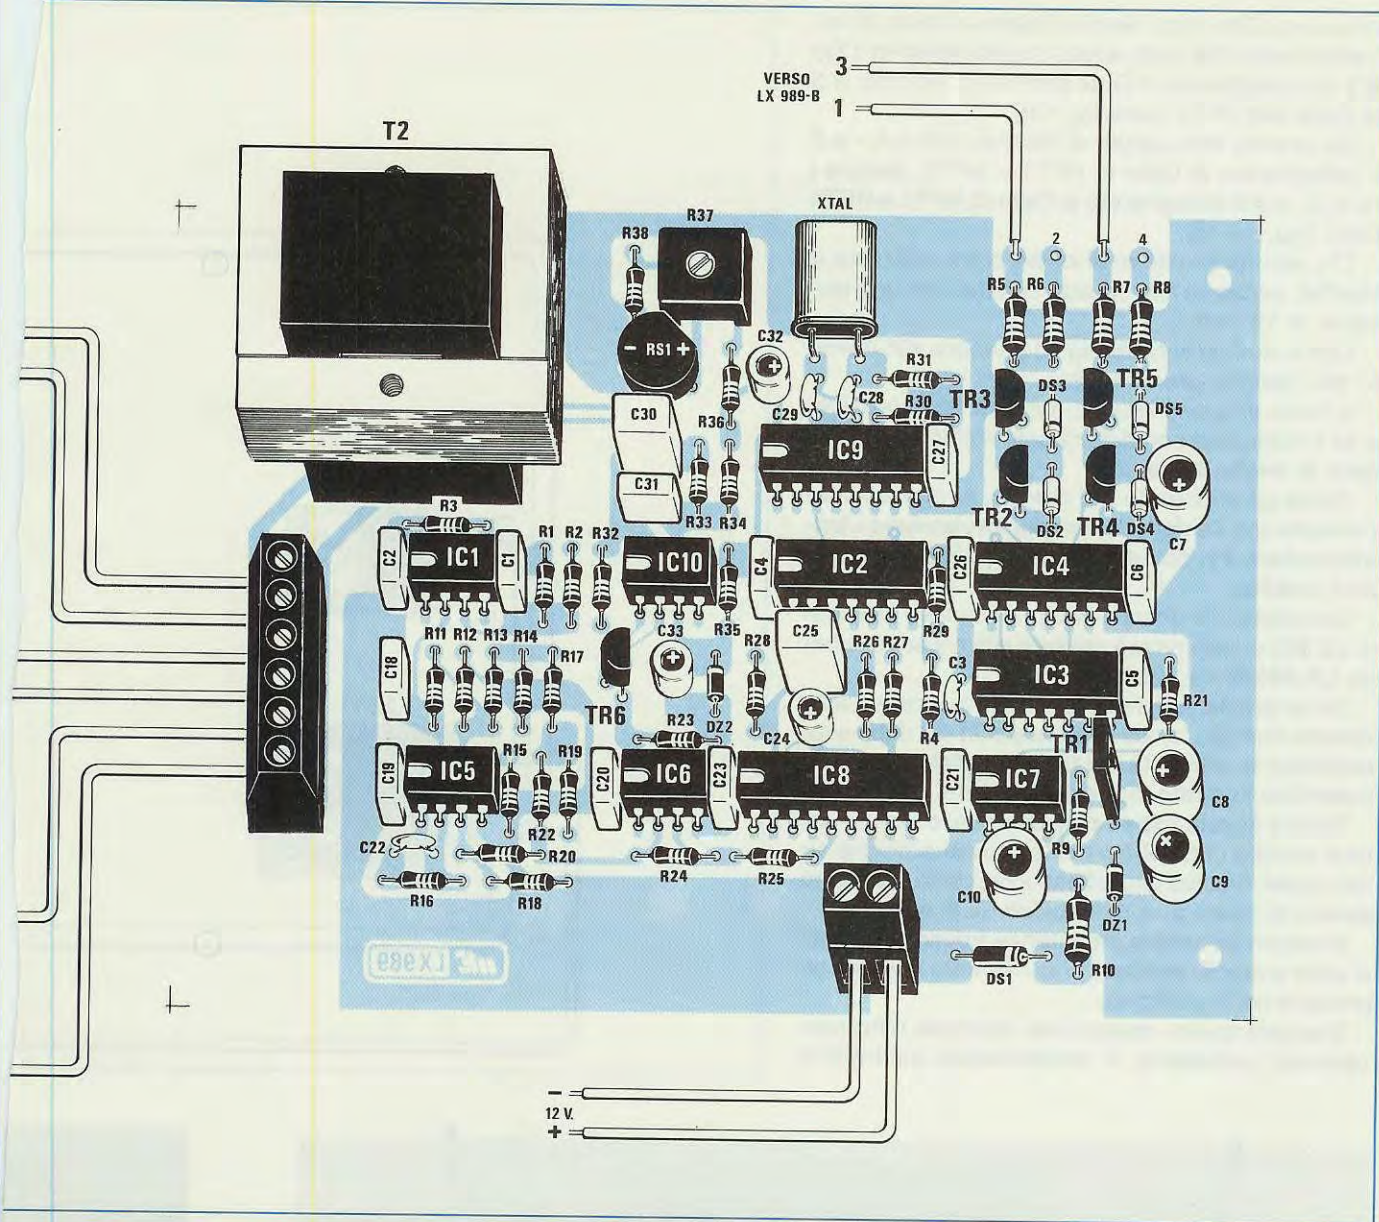 VERSO
LX 989-B
3
1
T2
XTAL
R37
R38
2
4
R5
R6
R7
R8
- RS1 +
C32
+
R31
R30
C29
C28
TR3
DS3
TR5
DS5
C30
R36
IC9
C27
C31
R33
R34
TR2
DS2
TR4
DS4
+
C7
R3
C2
IC1
C1
R1
R2
R32
IC10
R35
C4
IC2
R29
C26
IC4
C6
R11
R12
R13
R14
R17
C18
TR6
C33
+
DZ2
R28
C25
R26
R27
C3
IC3
C5
R21
R23
C24
+
R4
TR1
C19
IC5
R15
R19
C20
IC6
C23
IC8
C21
IC7
+
C8
R22
C22
R20
R24
R25
R9
+
C10
+
C9
R16
R18
DZ1
LX 989
DS1
R10
-
12 V.
+